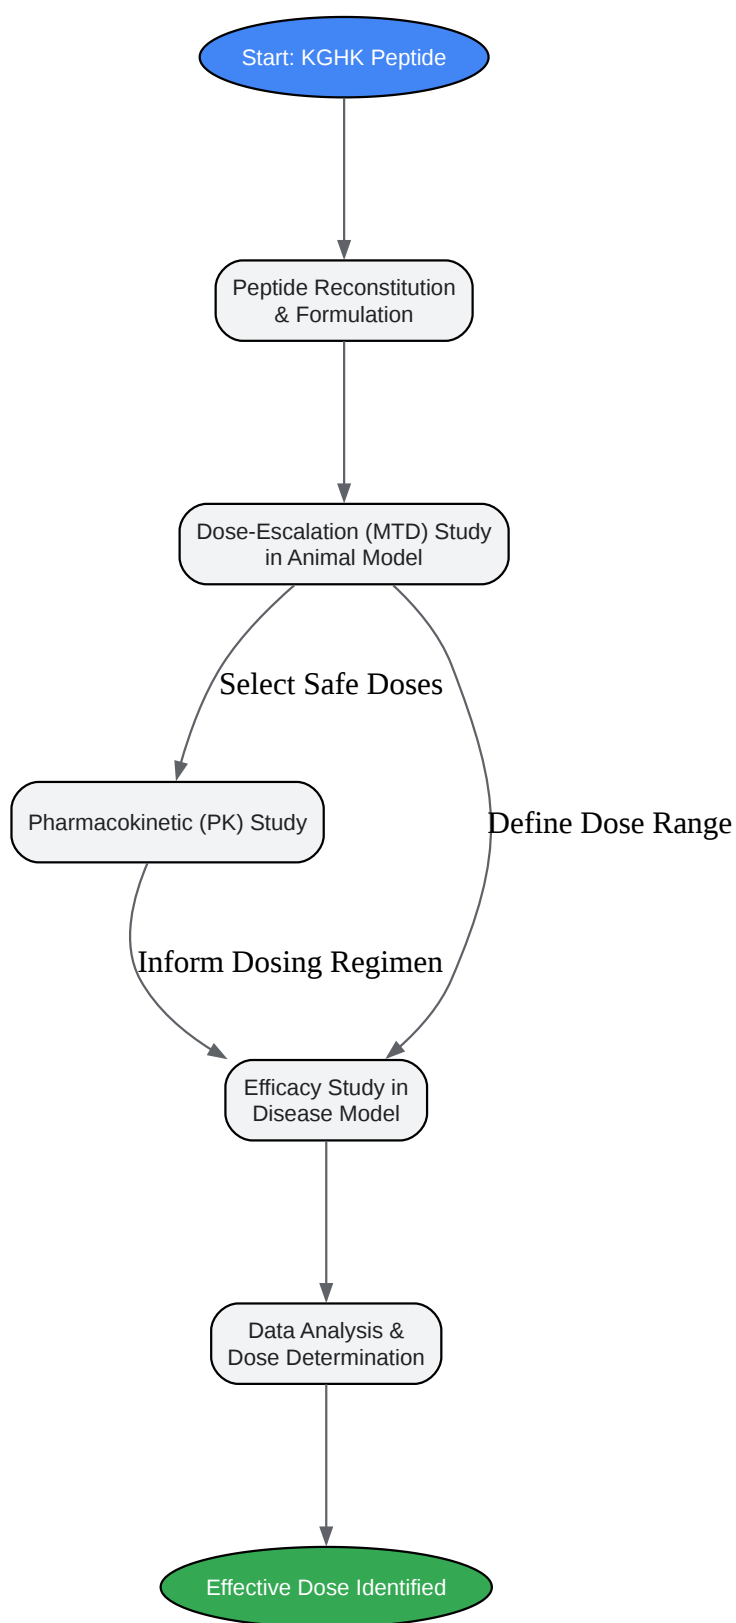 Start: KGHK Peptide
Peptide Reconstitution
& Formulation
Dose-Escalation (MTD) Study
in Animal Model
Select Safe Doses
Pharmacokinetic (PK) Study
Define Dose Range
Inform Dosing Regimen
Efficacy Study in
Disease Model
Data Analysis &
Dose Determination
Effective Dose Identified